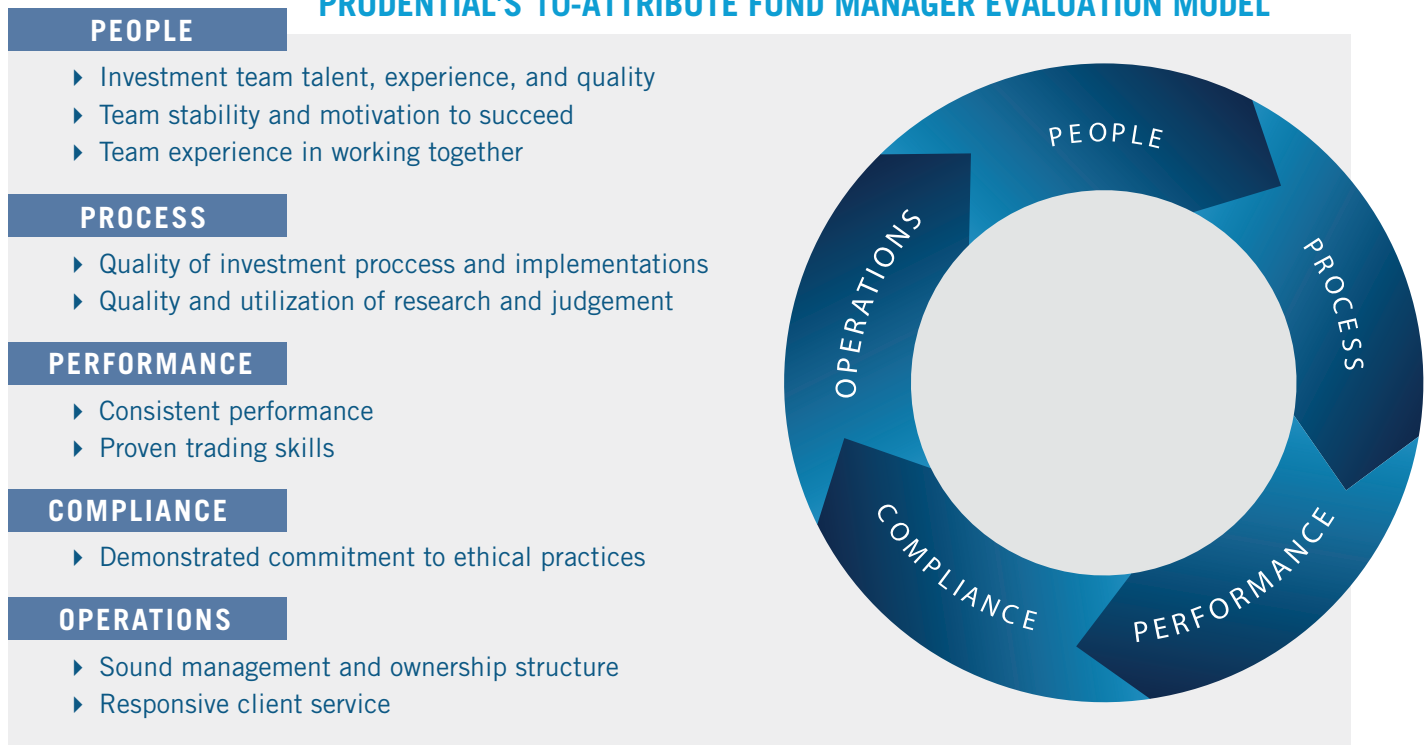 PRUDENTIAL'S 10-ATTRIBUTE FUND MANAGER EVALUATION MODEL
PEOPLE
Investment team talent, experience, and quality
Team stability and motivation to succeed
Team experience in working together
PROCESS
Quality of investment proccess and implementations
Quality and utilization of research and judgement
PERFORMANCE
Consistent performance
Proven trading skills
COMPLIANCE
Demonstrated commitment to ethical practices
OPERATIONS
Sound management and ownership structure
Responsive client service
PEOPLE
PROCESS
PERFORMANCE
COMPLIANCE
OPERATIONS